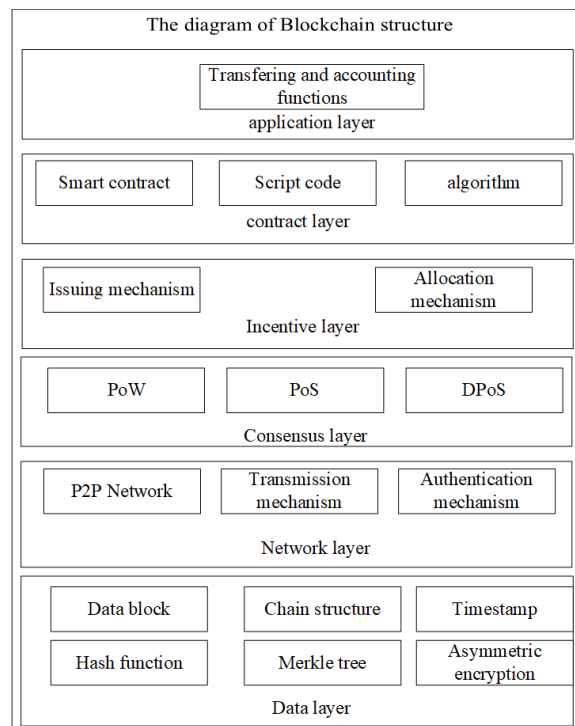 The diagram of Blockchain structure
Transfering and accounting
functions
application layer
Smart contract
Script code
algorithm
contract layer
Issuing mechanism
Allocation
mechanism
Incentive layer
PoW
PoS
DPoS
Consensus layer
P2P Network
Transmission
mechanism
Authentication
mechanism
Network layer
Data block
Chain structure
Timestamp
Hash function
Merkle tree
Asymmetric
encryption
Data layer